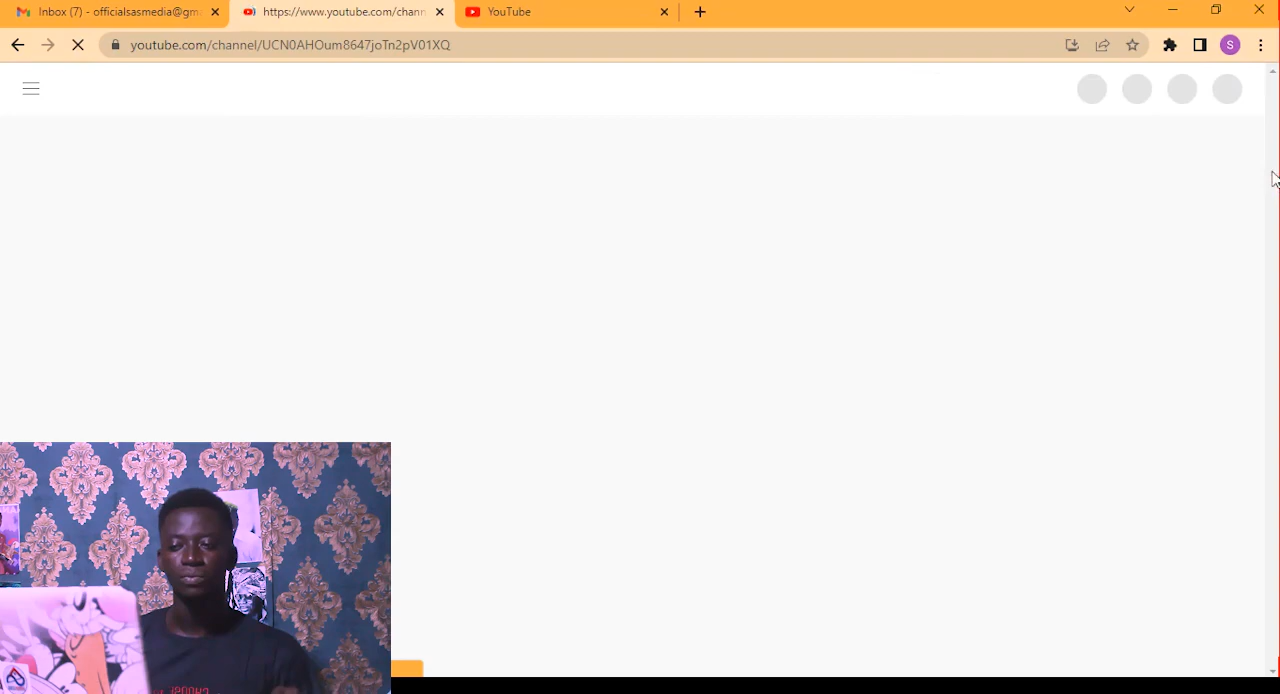 Inbox (7) - officialsasmedia@gm
https://www.youtube.com/chann
YouTube
youtube.com/channel/UCN0AHOum8647joTn2pV01XQ
S